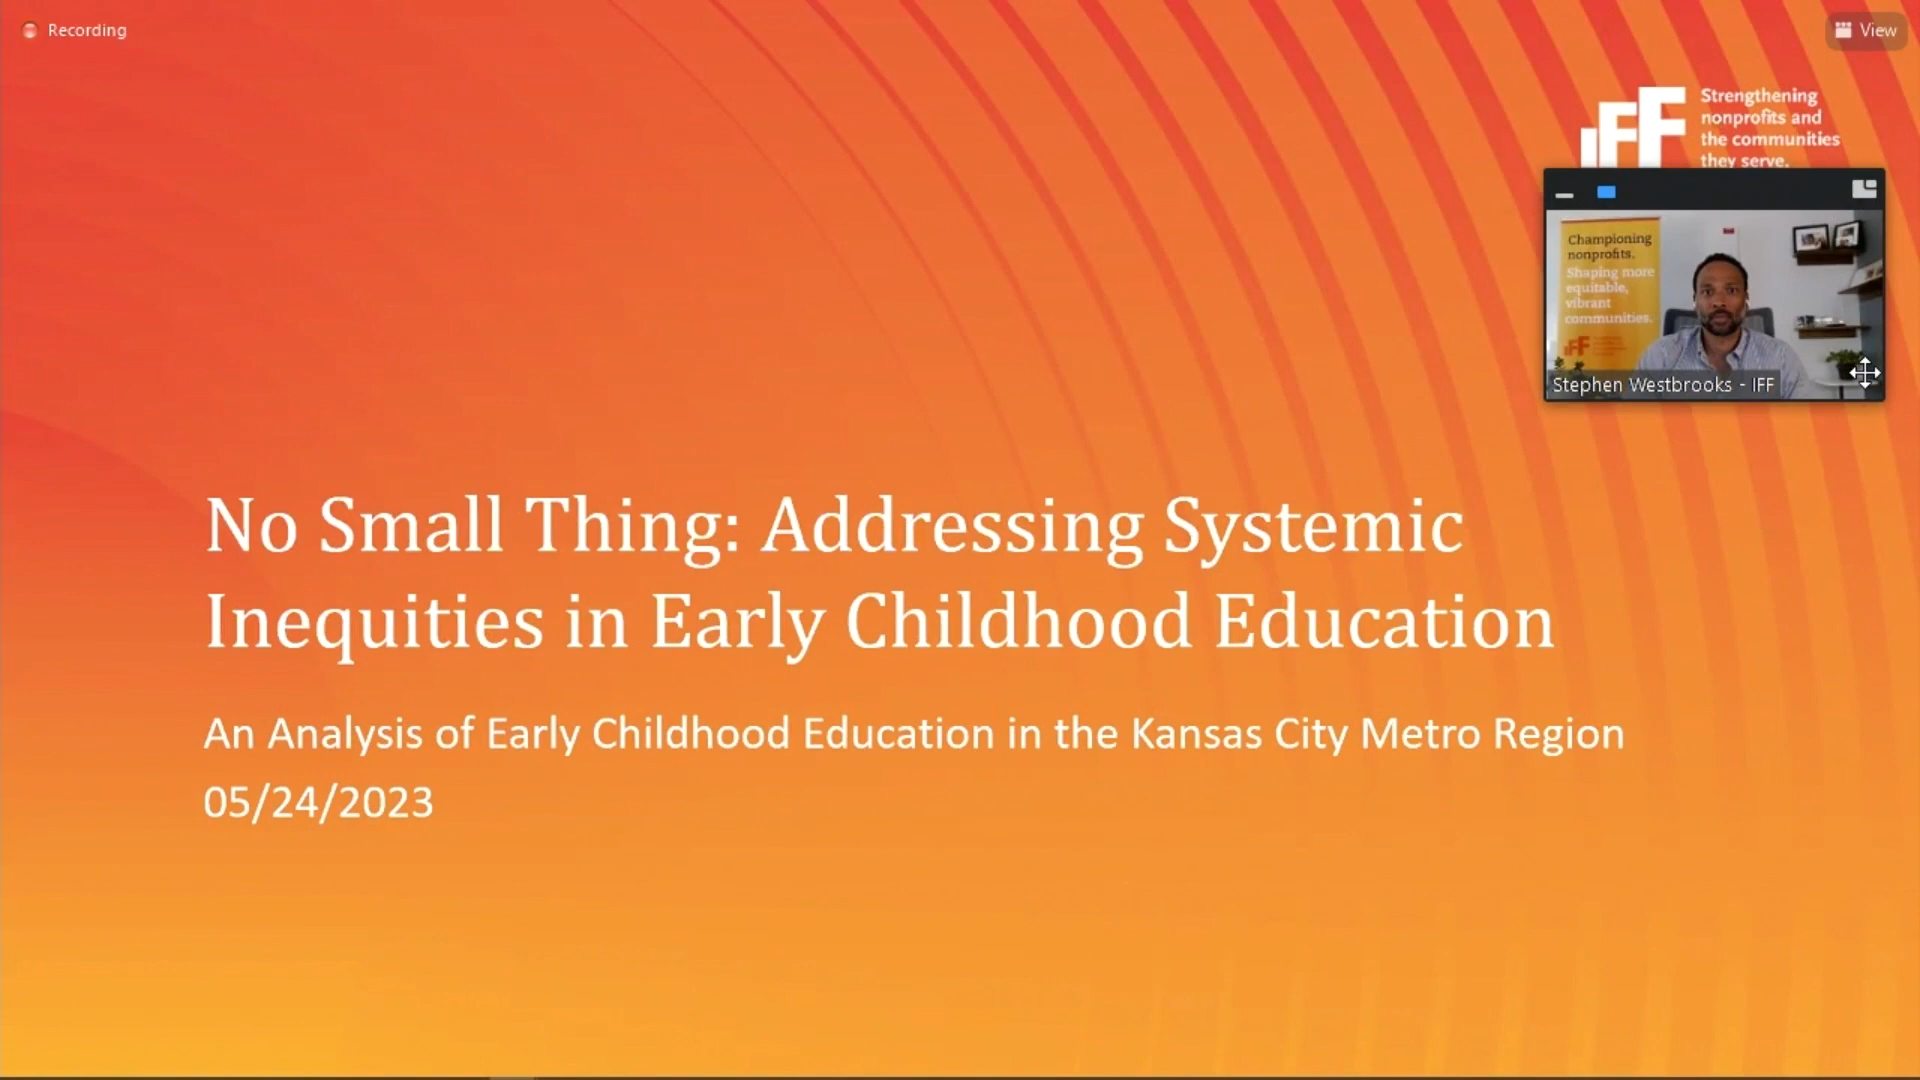 Recording
View
IFF
Strengthening
nonprofits and
the communities
they serve.
Championing
nonprofits.
Shaping more
equitable,
vibrant
communities.
IFF
Stephen Westbrooks - IFF
No Small Thing: Addressing Systemic
Inequities in Early Childhood Education
An Analysis of Early Childhood Education in the Kansas City Metro Region
05/24/2023